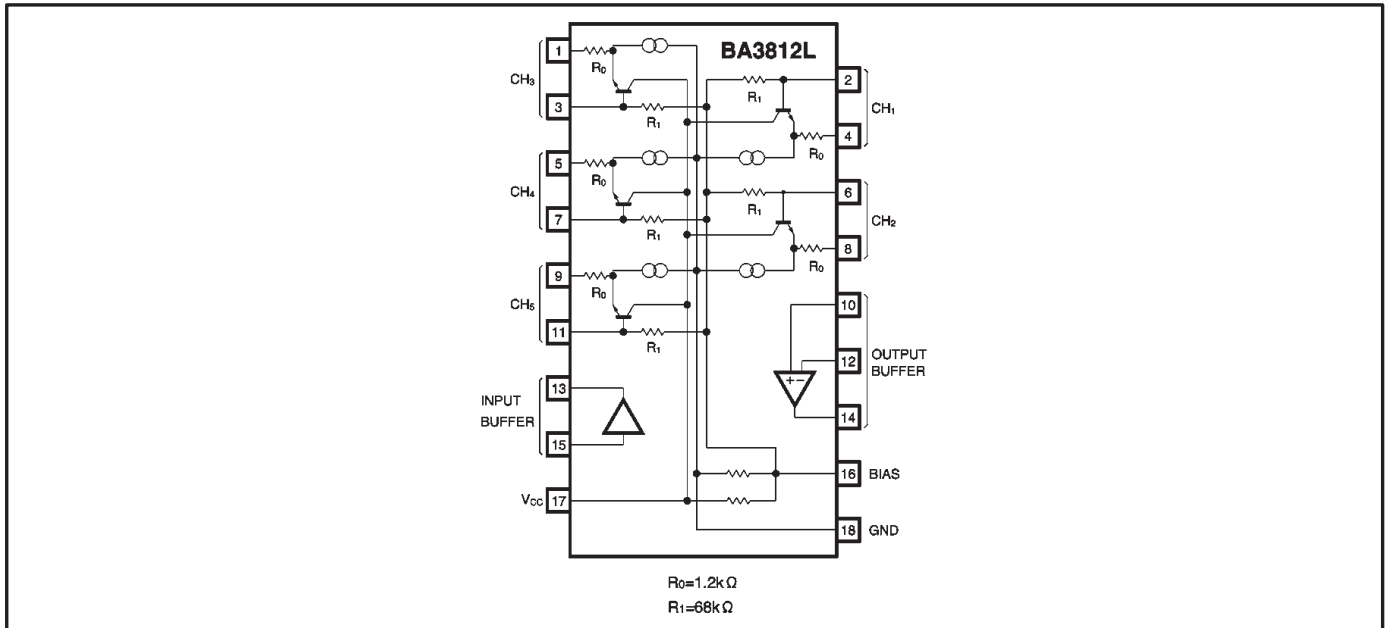 BA3812L
1
R₀
CH₃
3
R₁
R₁
2
CH₁
4
R₀
5
R₀
CH₄
7
R₁
R₁
6
CH₂
8
R₀
9
R₀
CH₅
11
R₁
10
12
OUTPUT
BUFFER
14
13
INPUT
BUFFER
15
+−
16
BIAS
Vcc
17
18
GND
R₀=1.2kΩ
R₁=68kΩ